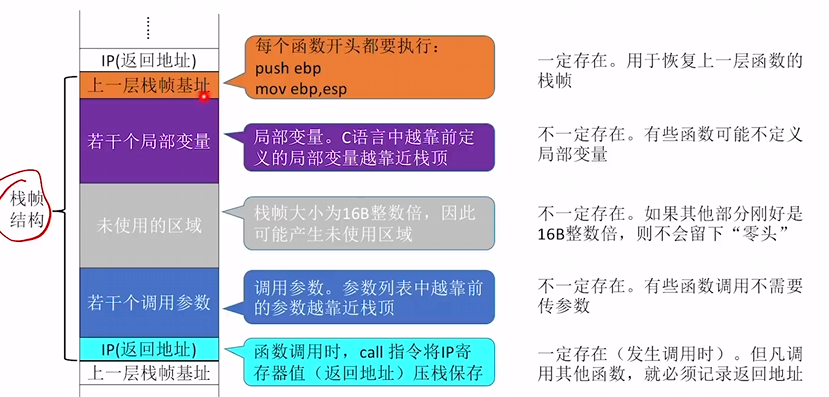 ……
IP(返回地址)
上一层栈帧基址
每个函数开头都要执行：
push ebp
mov ebp,esp
一定存在。用于恢复上一层函数的
栈帧
若干个局部变量
局部变量。C语言中越靠前定
义的局部变量越靠近栈顶
不一定存在。有些函数可能不定义
局部变量
栈帧
结构
未使用的区域
栈帧大小为16B整数倍，因此
可能产生未使用区域
不一定存在。如果其他部分刚好是
16B整数倍，则不会留下“零头”
若干个调用参数
调用参数。参数列表中越靠前
的参数越靠近栈顶
不一定存在。有些函数调用不需要
传参数
IP(返回地址)
函数调用时，call 指令将IP寄
存器值（返回地址）压栈保存
一定存在（发生调用时）。但凡调
用其他函数，就必须记录返回地址
上一层栈帧基址